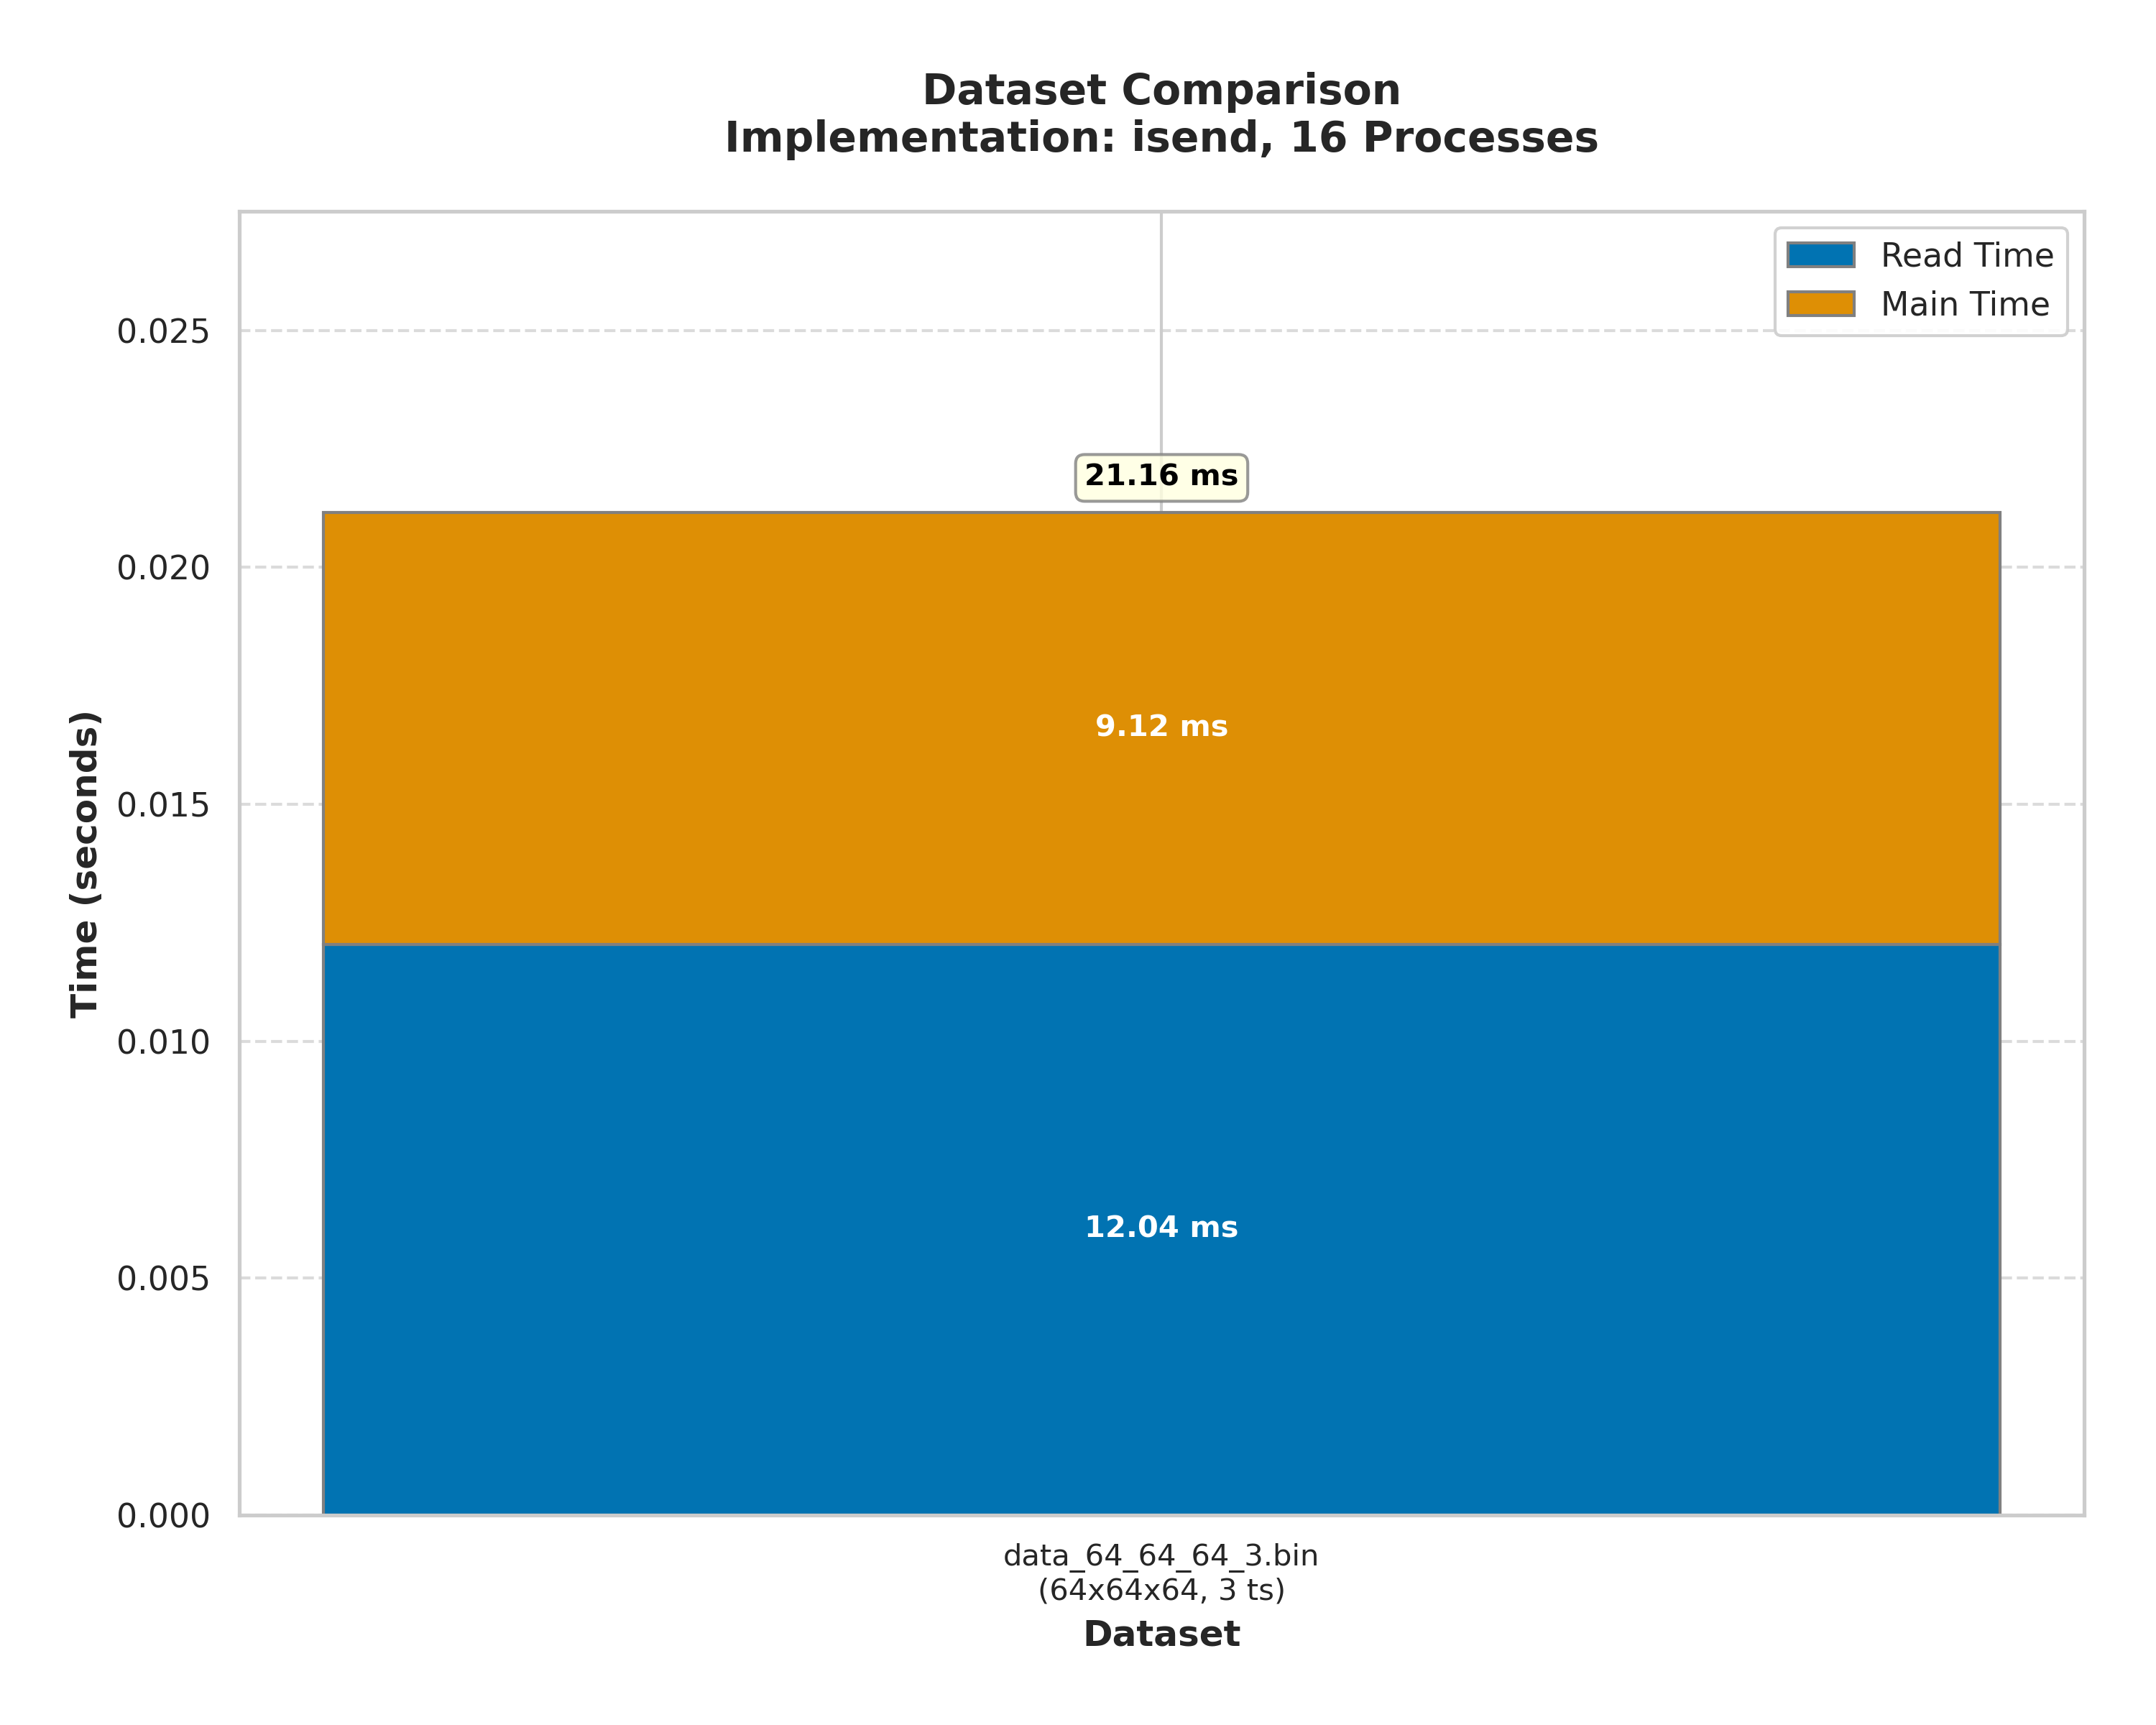 Dataset Comparison
Implementation: isend, 16 Processes
Read Time
Main Time
0.025
0.020
0.015
0.010
0.005
0.000
Time (seconds)
21.16 ms
9.12 ms
12.04 ms
data_64_64_64_3.bin
(64x64x64, 3 ts)
Dataset